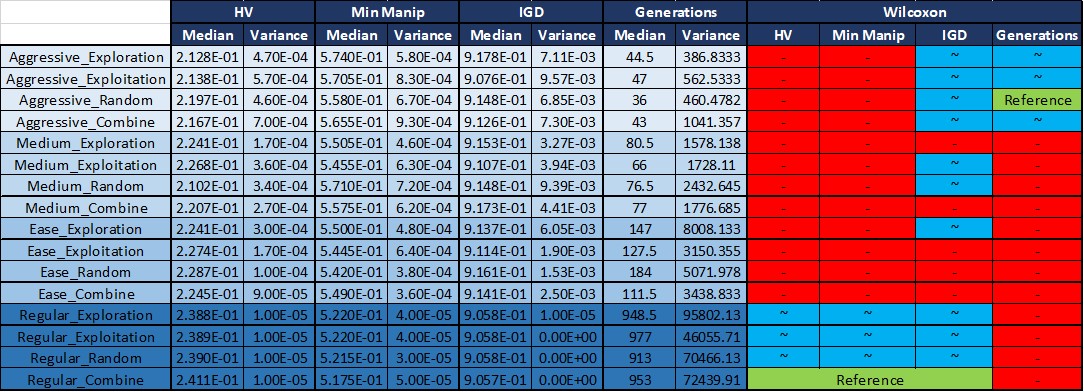 HV Min Manip IGD Generations Wilcoxon
Median Variance Median Variance Median Variance Median Variance HV Min Manip IGD Generations
Aggressive_Exploration 2.128E-01 4.70E-04 5.740E-01 5.80E-04 9.178E-01 7.11E-03 44.5 386.8333 - - ~ ~
Aggressive_Exploitation 2.138E-01 5.70E-04 5.705E-01 8.30E-04 9.076E-01 9.57E-03 47 562.5333 - - ~ ~
Aggressive_Random 2.197E-01 4.60E-04 5.580E-01 6.70E-04 9.148E-01 6.85E-03 36 460.4782 - - ~ Reference
Aggressive_Combine 2.167E-01 7.00E-04 5.655E-01 9.30E-04 9.126E-01 7.30E-03 43 1041.357 - - ~ ~
Medium_Exploration 2.241E-01 1.70E-04 5.505E-01 4.60E-04 9.153E-01 3.27E-03 80.5 1578.138 - - - -
Medium_Exploitation 2.268E-01 3.60E-04 5.455E-01 6.30E-04 9.107E-01 3.94E-03 66 1728.11 - - ~ -
Medium_Random 2.102E-01 3.40E-04 5.710E-01 7.20E-04 9.148E-01 9.39E-03 76.5 2432.645 - - ~ -
Medium_Combine 2.207E-01 2.70E-04 5.575E-01 6.20E-04 9.173E-01 4.41E-03 77 1776.685 - - - -
Ease_Exploration 2.241E-01 3.00E-04 5.500E-01 4.80E-04 9.137E-01 6.05E-03 147 8008.133 - - ~ -
Ease_Exploitation 2.274E-01 1.70E-04 5.445E-01 6.40E-04 9.114E-01 1.90E-03 127.5 3150.355 - - - -
Ease_Random 2.287E-01 1.00E-04 5.420E-01 3.80E-04 9.161E-01 1.53E-03 184 5071.978 - - - -
Ease_Combine 2.245E-01 9.00E-05 5.490E-01 3.60E-04 9.141E-01 2.50E-03 111.5 3438.833 - - - -
Regular_Exploration 2.388E-01 1.00E-05 5.220E-01 4.00E-05 9.058E-01 1.00E-05 948.5 95802.13 ~ ~ ~ -
Regular_Exploitation 2.389E-01 1.00E-05 5.220E-01 4.00E-05 9.058E-01 0.00E+00 977 46055.71 ~ ~ ~ -
Regular_Random 2.390E-01 1.00E-05 5.215E-01 3.00E-05 9.058E-01 0.00E+00 913 70466.13 ~ ~ ~ -
Regular_Combine 2.411E-01 1.00E-05 5.175E-01 5.00E-05 9.057E-01 0.00E+00 953 72439.91 Reference -